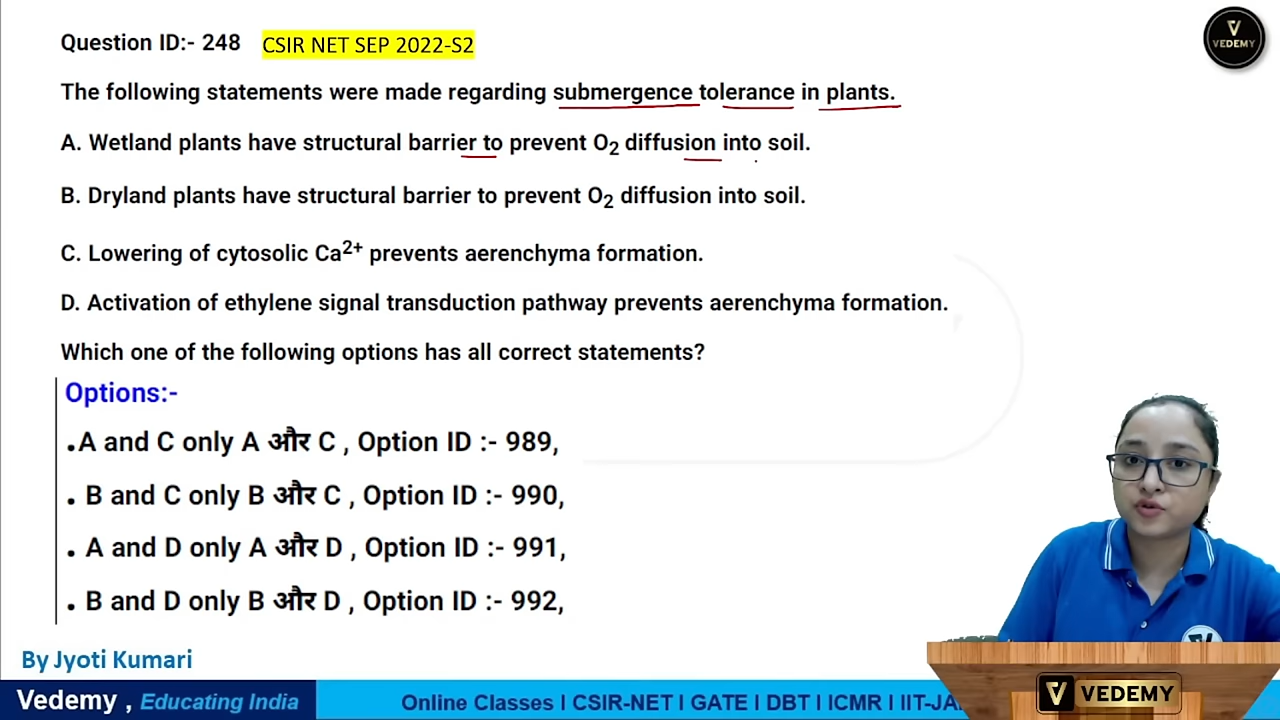 Question ID:- 248 CSIR NET SEP 2022-S2
VEDEMY
The following statements were made regarding submergence tolerance in plants.
A. Wetland plants have structural barrier to prevent O2 diffusion into soil.
B. Dryland plants have structural barrier to prevent O2 diffusion into soil.
C. Lowering of cytosolic Ca2+ prevents aerenchyma formation.
D. Activation of ethylene signal transduction pathway prevents aerenchyma formation.
Which one of the following options has all correct statements?
Options:-
.A and C only A और C , Option ID :- 989,
. B and C only B और C , Option ID :- 990,
. A and D only A और D , Option ID :- 991,
. B and D only B और D , Option ID :- 992,
By Jyoti Kumari
VEDEMY
Vedemy , Educating India
Online Classes I CSIR-NET I GATE I DBT I ICMR I IIT-JA